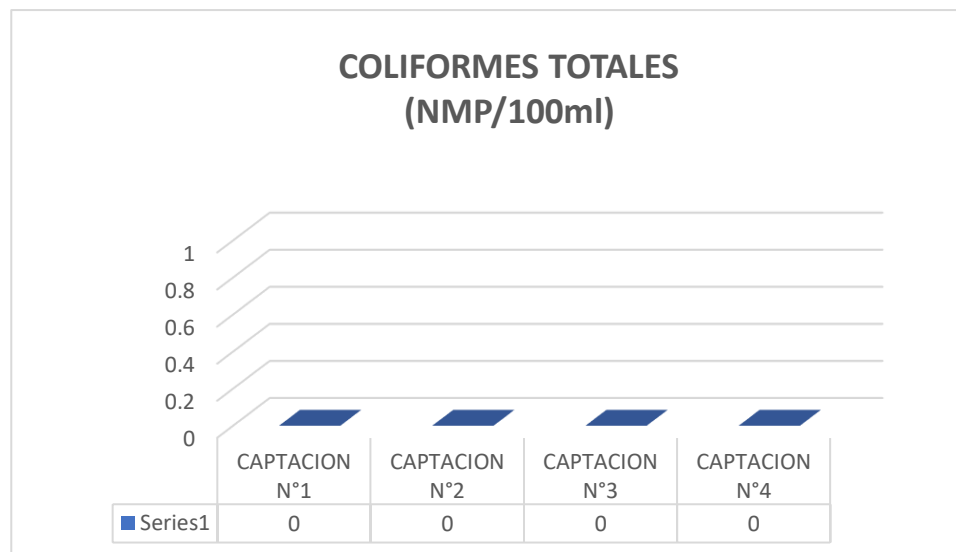 COLIFORMES TOTALES
(NMP/100ml)
1
0.8
0.6
0.4
0.2
0
CAPTACION CAPTACION CAPTACION CAPTACION
N°1 N°2 N°3 N°4
Series1 0 0 0 0